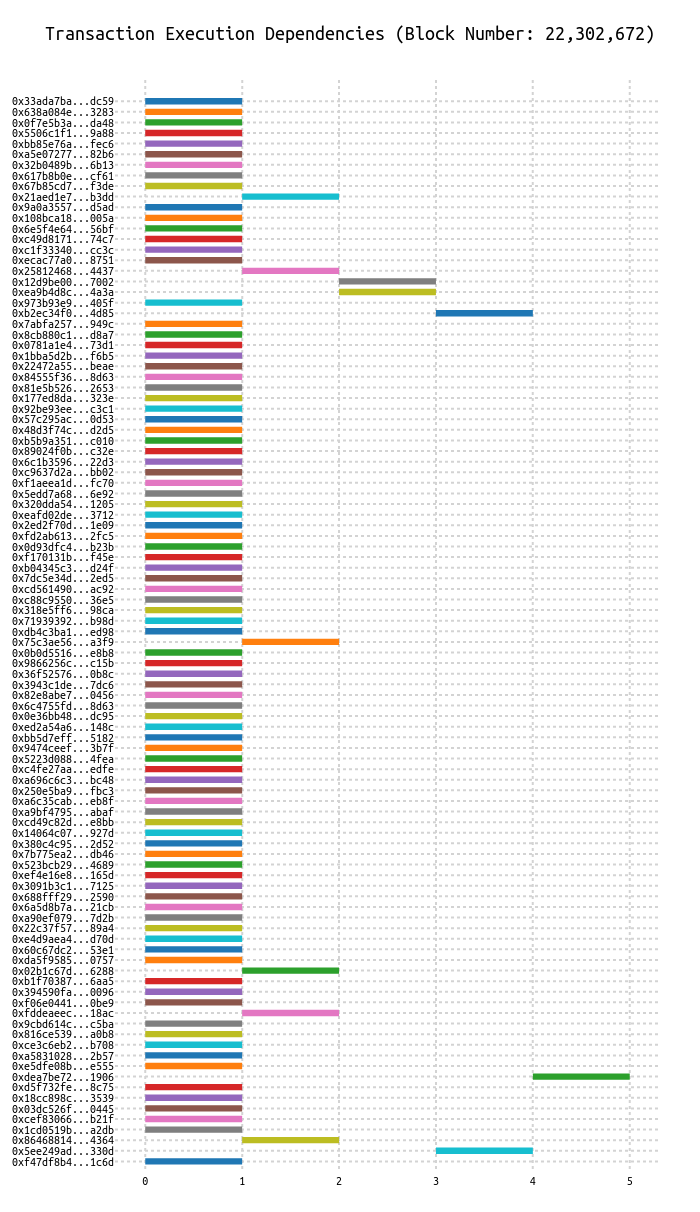 Transaction Execution Dependencies (Block Number: 22,302,672)
0x33ada7ba...dc59
0x638a084e...3283
0x0f7e5b3a...da48
0x5506c1f1...9a88
0xbb85e76a...fec6
0xa5e07277...82b6
0x32b0489b...6b13
0x617b8b0e...cf61
0x67b85cd7...f3de
0x21aed1e7...b3dd
0x9a0a3557...d5ad
0x108bca18...005a
0x6e5f4e64...56bf
0xc49d8171...74c7
0xc1f33340...cc3c
0xecac77a0...8751
0x25812468...4437
0x12d9be00...7002
0xea9b4d8c...4a3a
0x973b93e9...405f
0xb2ec34f0...4d85
0x7abfa257...949c
0x8cb880c1...d8a7
0x0781a1e4...73d1
0x1bba5d2b...f6b5
0x22472a55...beae
0x84555f36...8d63
0x81e5b526...2653
0x177ed8da...323e
0x92be93ee...c3c1
0x57c295ac...0d53
0x48d3f74c...d2d5
0xb5b9a351...c010
0x89024f0b...c32e
0x6c1b3596...22d3
0xc9637d2a...bb02
0xf1aeea1d...fc70
0x5edd7a68...6e92
0x320dda54...1205
0xeafd02de...3712
0x2ed2f70d...1e09
0xfd2ab613...2fc5
0x0d93dfc4...b23b
0xf170131b...f45e
0xb04345c3...d24f
0x7dc5e34d...2ed5
0xcd561490...ac92
0xc88c9550...36e5
0x318e5ff6...98ca
0x71939392...b98d
0xdb4c3ba1...ed98
0x75c3ae56...a3f9
0x0b0d5516...e8b8
0x9866256c...c15b
0x36f52576...0b8c
0x3943c1de...7dc6
0x82e8abe7...0456
0x6c4755fd...8d63
0x0e36bb48...dc95
0xed2a54a6...148c
0xbb5d7eff...5182
0x9474ceef...3b7f
0x5223d088...4fea
0xc4fe27aa...edfe
0xa696c6c3...bc48
0x250e5ba9...fbc3
0xa6c35cab...eb8f
0xa9bf4795...abaf
0xcd49c82d...e8bb
0x14064c07...927d
0x380c4c95...2d52
0x7b775ea2...db46
0x523bcb29...4689
0xef4e16e8...165d
0x3091b3c1...7125
0x688fff29...2590
0x6a5d8b7a...21cb
0xa90ef079...7d2b
0x22c37f57...89a4
0xe4d9aea4...d70d
0x60c67dc2...53e1
0xda5f9585...0757
0x02b1c67d...6288
0xb1f70387...6aa5
0x394590fa...0096
0xf06e0441...0be9
0xfddeaeec...18ac
0x9cbd614c...c5ba
0x816ce539...a0b8
0xce3c6eb2...b708
0xa5831028...2b57
0xe5dfe08b...e555
0xdea7be72...1906
0xd5f732fe...8c75
0x18cc898c...3539
0x03dc526f...0445
0xcef83066...b21f
0x1cd0519b...a2db
0x86468814...4364
0x5ee249ad...330d
0xf47df8b4...1c6d
0 1 2 3 4 5